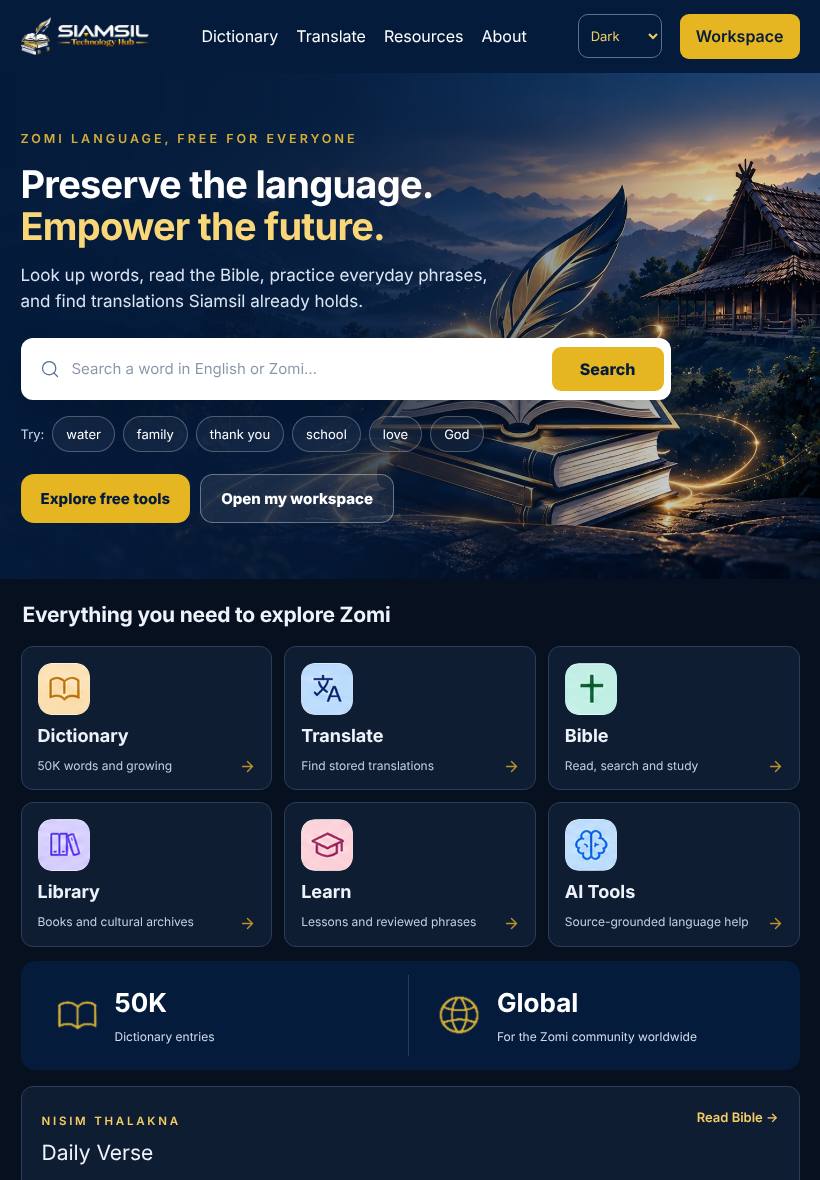 SIAMSIL
Technology Hub
Dictionary Translate Resources About Dark Workspace
ZOMI LANGUAGE, FREE FOR EVERYONE
Preserve the language.
Empower the future.
Look up words, read the Bible, practice everyday phrases,
and find translations Siamsil already holds.
Search a word in English or Zomi... Search
Try: water family thank you school love God
Explore free tools Open my workspace
Everything you need to explore Zomi
Dictionary
50K words and growing →
Translate
Find stored translations →
Bible
Read, search and study →
Library
Books and cultural archives →
Learn
Lessons and reviewed phrases →
AI Tools
Source-grounded language help →
50K
Dictionary entries
Global
For the Zomi community worldwide
NISIM THALAKNA
Read Bible →
Daily Verse